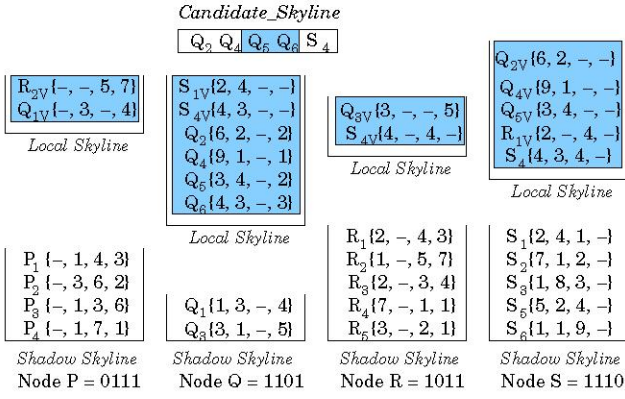 Candidate_Skyline
Q2 Q4 Q5 Q6 S4
R2V{–, –, 5, 7}
Q1V{–, 3, –, 4}
Local Skyline
P1 {–, 1, 4, 3}
P2 {–, 3, 6, 2}
P3 {–, 1, 3, 6}
P4 {–, 1, 7, 1}
Shadow Skyline
Node P = 0111
S1V{2, 4, –, –}
S4V{4, 3, –, –}
Q2{6, 2, –, 2}
Q4{9, 1, –, 1}
Q5{3, 4, –, 2}
Q6{4, 3, –, 3}
Local Skyline
Q1{1, 3, –, 4}
Q3{3, 1, –, 5}
Shadow Skyline
Node Q = 1101
Q3V{3, –, –, 5}
S4V{4, –, 4, –}
Local Skyline
R1{2, –, 4, 3}
R2{1, –, 5, 7}
R3{2, –, 3, 4}
R4{7, –, 1, 1}
R5{3, –, 2, 1}
Shadow Skyline
Node R = 1011
Q2V{6, 2, –, –}
Q4V{9, 1, –, –}
Q5V{3, 4, –, –}
R1V{2, –, 4, –}
S4{4, 3, 4, –}
Local Skyline
S1{2, 4, 1, –}
S2{7, 1, 2, –}
S3{1, 8, 3, –}
S5{5, 2, 4, –}
S6{1, 1, 9, –}
Shadow Skyline
Node S = 1110